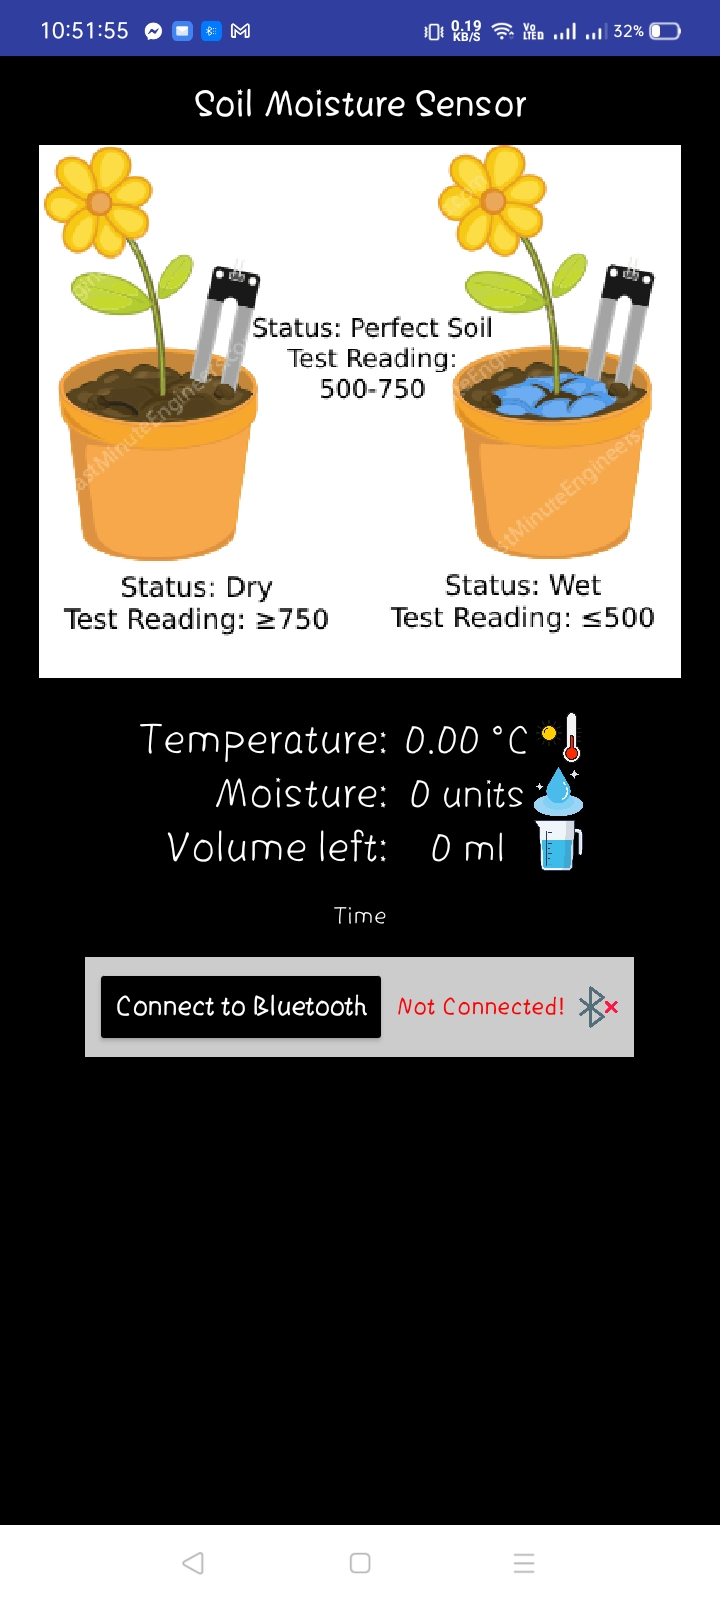 10:51:55
0.19 KB/S
Vo LTE D
32%
Soil Moisture Sensor
Status: Perfect Soil
Test Reading:
500-750
LastMinuteEngineers.com
Status: Dry
Test Reading: ≥750
Status: Wet
Test Reading: ≤500
Temperature: 0.00 °C
Moisture: 0 units
Volume left: 0 ml
Time
Connect to Bluetooth Not Connected!